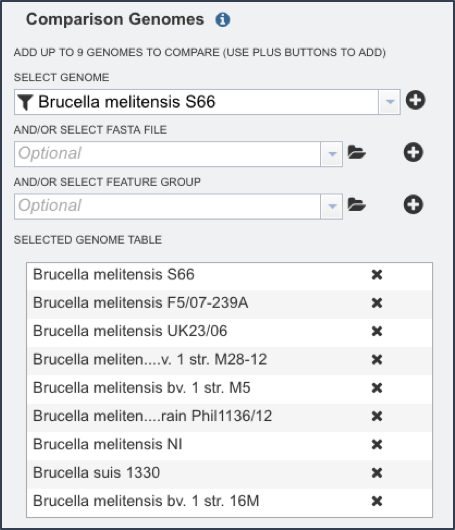 Comparison Genomes
ADD UP TO 9 GENOMES TO COMPARE (USE PLUS BUTTONS TO ADD)
SELECT GENOME
Brucella melitensis S66
AND/OR SELECT FASTA FILE
Optional
AND/OR SELECT FEATURE GROUP
Optional
SELECTED GENOME TABLE
Brucella melitensis S66
Brucella melitensis F5/07-239A
Brucella melitensis UK23/06
Brucella meliten....v. 1 str. M28-12
Brucella melitensis bv. 1 str. M5
Brucella meliten....rain Phil1136/12
Brucella melitensis NI
Brucella suis 1330
Brucella melitensis bv. 1 str. 16M